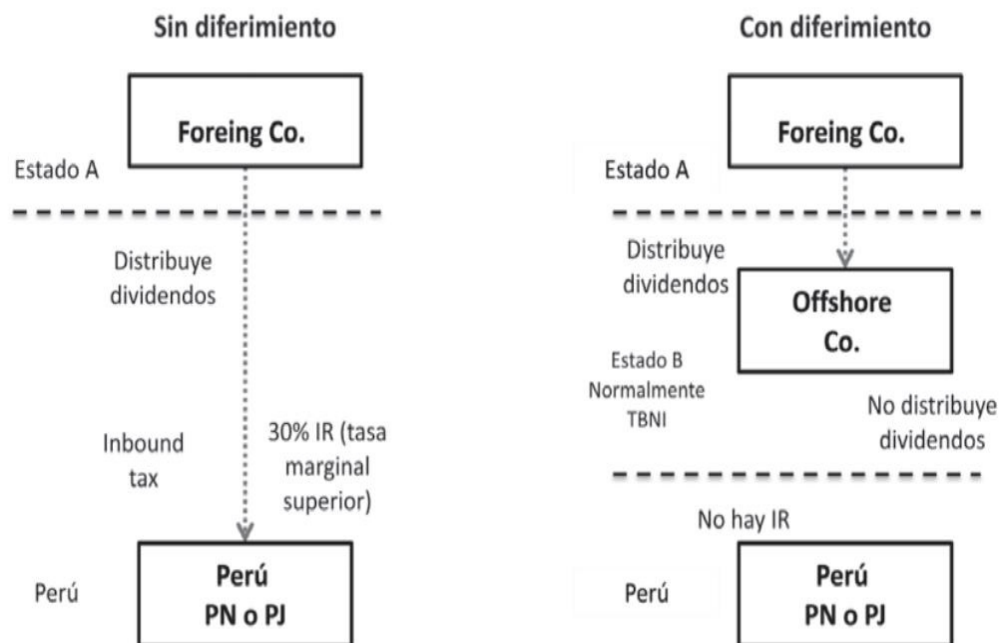 Sin diferimiento
Foreing Co.
Estado A
Distribuye
dividendos
Inbound
tax
30% IR (tasa
marginal
superior)
Perú
Perú
PN o PJ
Con diferimiento
Foreing Co.
Estado A
Distribuye
dividendos
Offshore
Co.
Estado B
Normalmente
TBNI
No distribuye
dividendos
No hay IR
Perú
Perú
PN o PJ